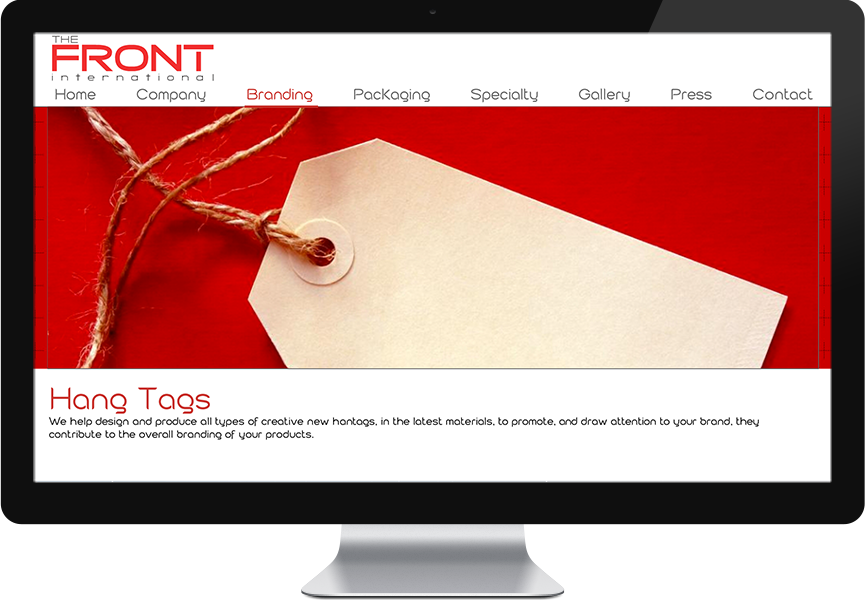 THE
FRONT
international
Home Company Branding PacKaging Specialty Gallery Press Contact
Hang Tags
We help design and produce all types of creative new hantags, in the latest materials, to promote, and draw attention to your brand, they
contribute to the overall branding of your products.